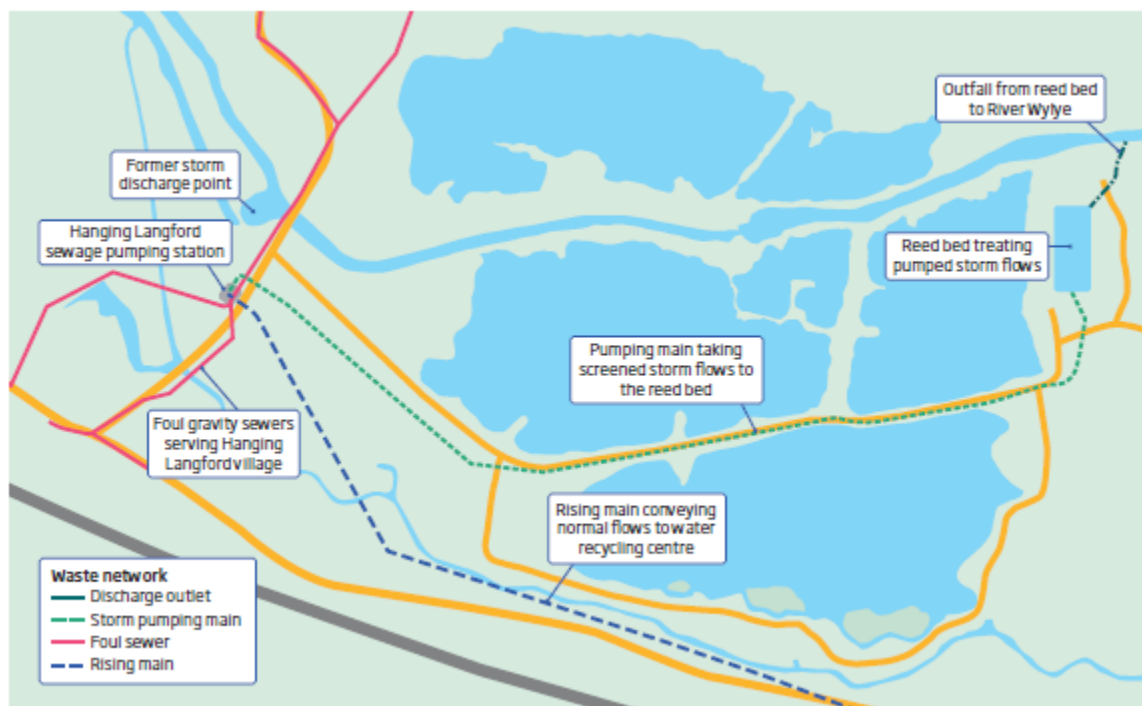 Outfall from reed bed
to River Wylye
Former storm
discharge point
Hanging Langford
sewage pumping station
Reed bed treating
pumped storm flows
Pumping main taking
screened storm flows to
the reed bed
Foul gravity sewers
serving Hanging
Langford village
Rising main conveying
normal flows to water
recycling centre
Waste network
Discharge outlet
Storm pumping main
Foul sewer
Rising main